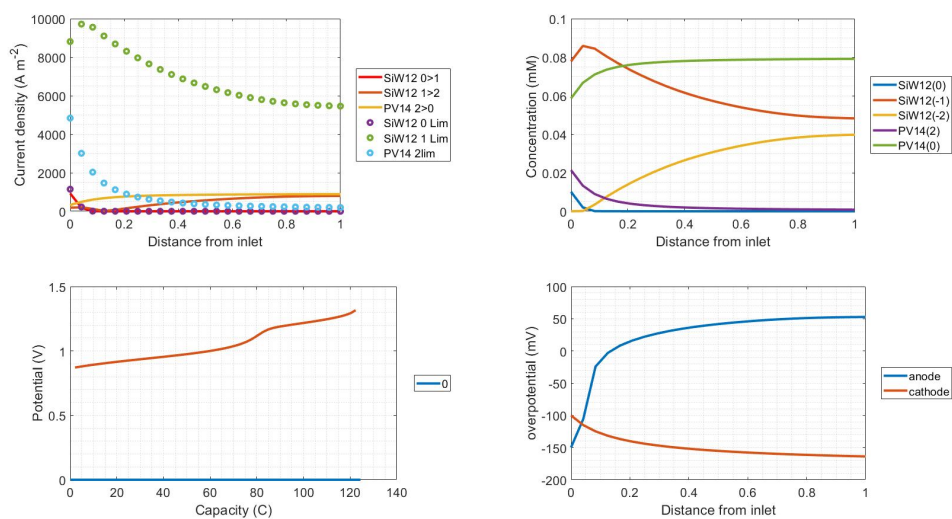 10000
8000
6000
4000
2000
0
Current density (A m⁻²)
0 0.2 0.4 0.6 0.8 1
Distance from inlet
SiW12 0>1
SiW12 1>2
PV14 2>0
SiW12 0 Lim
SiW12 1 Lim
PV14 2lim
0.1
0.08
0.06
0.04
0.02
0
Concentration (mM)
0 0.2 0.4 0.6 0.8 1
Distance from inlet
SiW12(0)
SiW12(-1)
SiW12(-2)
PV14(2)
PV14(0)
1.5
1
0.5
0
Potential (V)
0 20 40 60 80 100 120 140
Capacity (C)
0
100
50
0
-50
-100
-150
-200
overpotential (mV)
0 0.2 0.4 0.6 0.8 1
Distance from inlet
anode
cathode